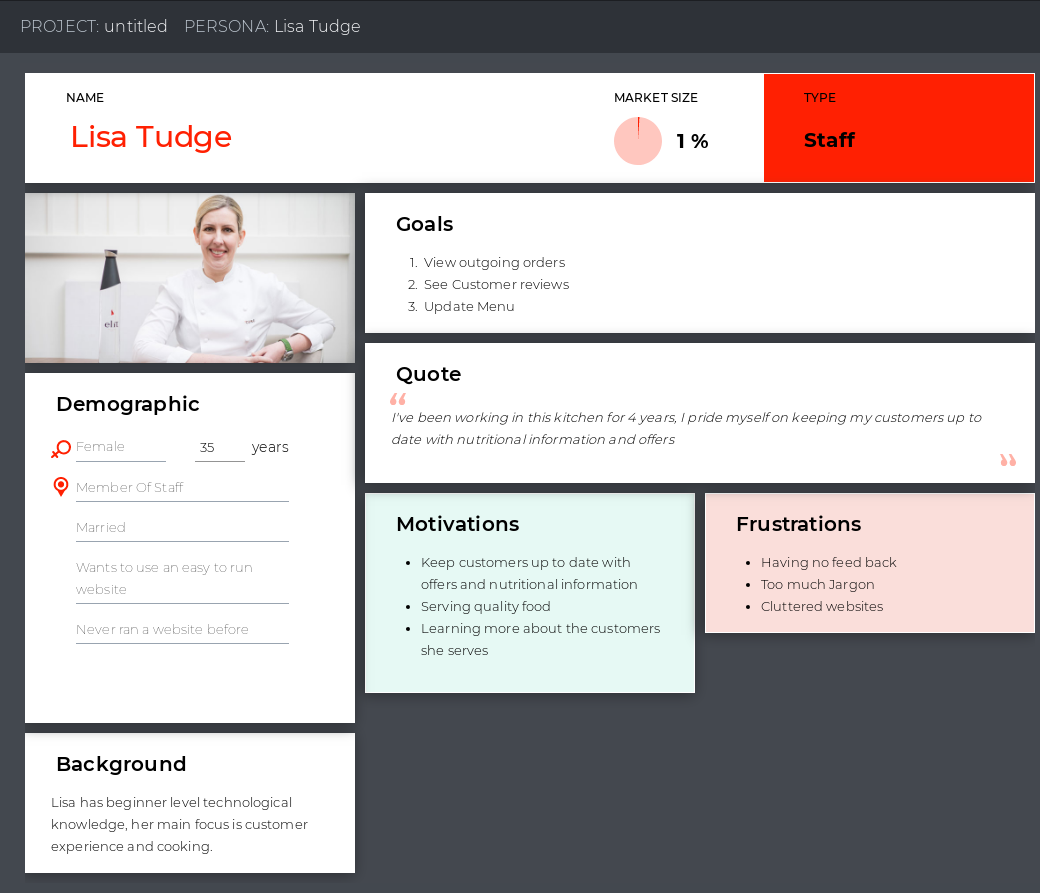 PROJECT: untitled PERSONA: Lisa Tudge
NAME
Lisa Tudge
MARKET SIZE
1 %
TYPE
Staff
elit
Demographic
Female 35 years
Member Of Staff
Married
Wants to use an easy to run
website
Never ran a website before
Background
Lisa has beginner level technological
knowledge, her main focus is customer
experience and cooking.
Goals
1. View outgoing orders
2. See Customer reviews
3. Update Menu
Quote
“
I've been working in this kitchen for 4 years, I pride myself on keeping my customers up to
date with nutritional information and offers
”
Motivations
• Keep customers up to date with
offers and nutritional information
• Serving quality food
• Learning more about the customers
she serves
Frustrations
• Having no feed back
• Too much Jargon
• Cluttered websites